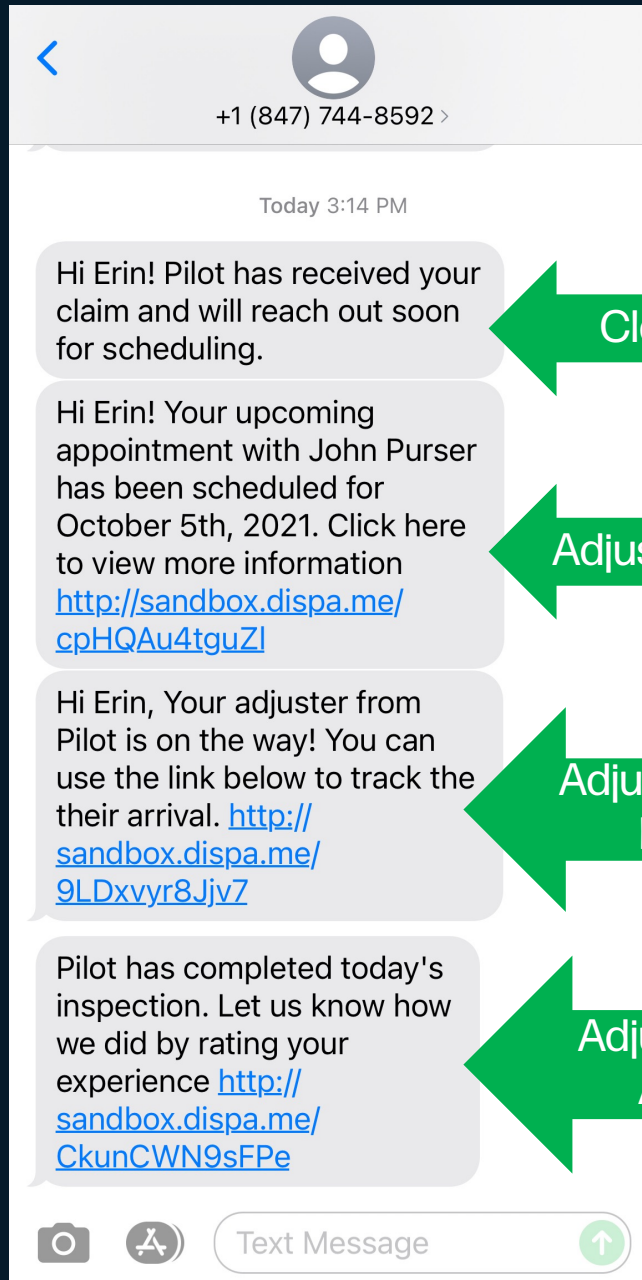 +1 (847) 744-8592
Today 3:14 PM
Hi Erin! Pilot has received your
claim and will reach out soon
for scheduling.
Hi Erin! Your upcoming
appointment with John Purser
has been scheduled for
October 5th, 2021. Click here
to view more information
http://sandbox.dispa.me/
cpHQAu4tguZl
Hi Erin, Your adjuster from
Pilot is on the way! You can
use the link below to track the
their arrival. http://
sandbox.dispa.me/
9LDxvyr8Jjv7
Pilot has completed today's
inspection. Let us know how
we did by rating your
experience http://
sandbox.dispa.me/
CkunCWN9sFPe
Text Message